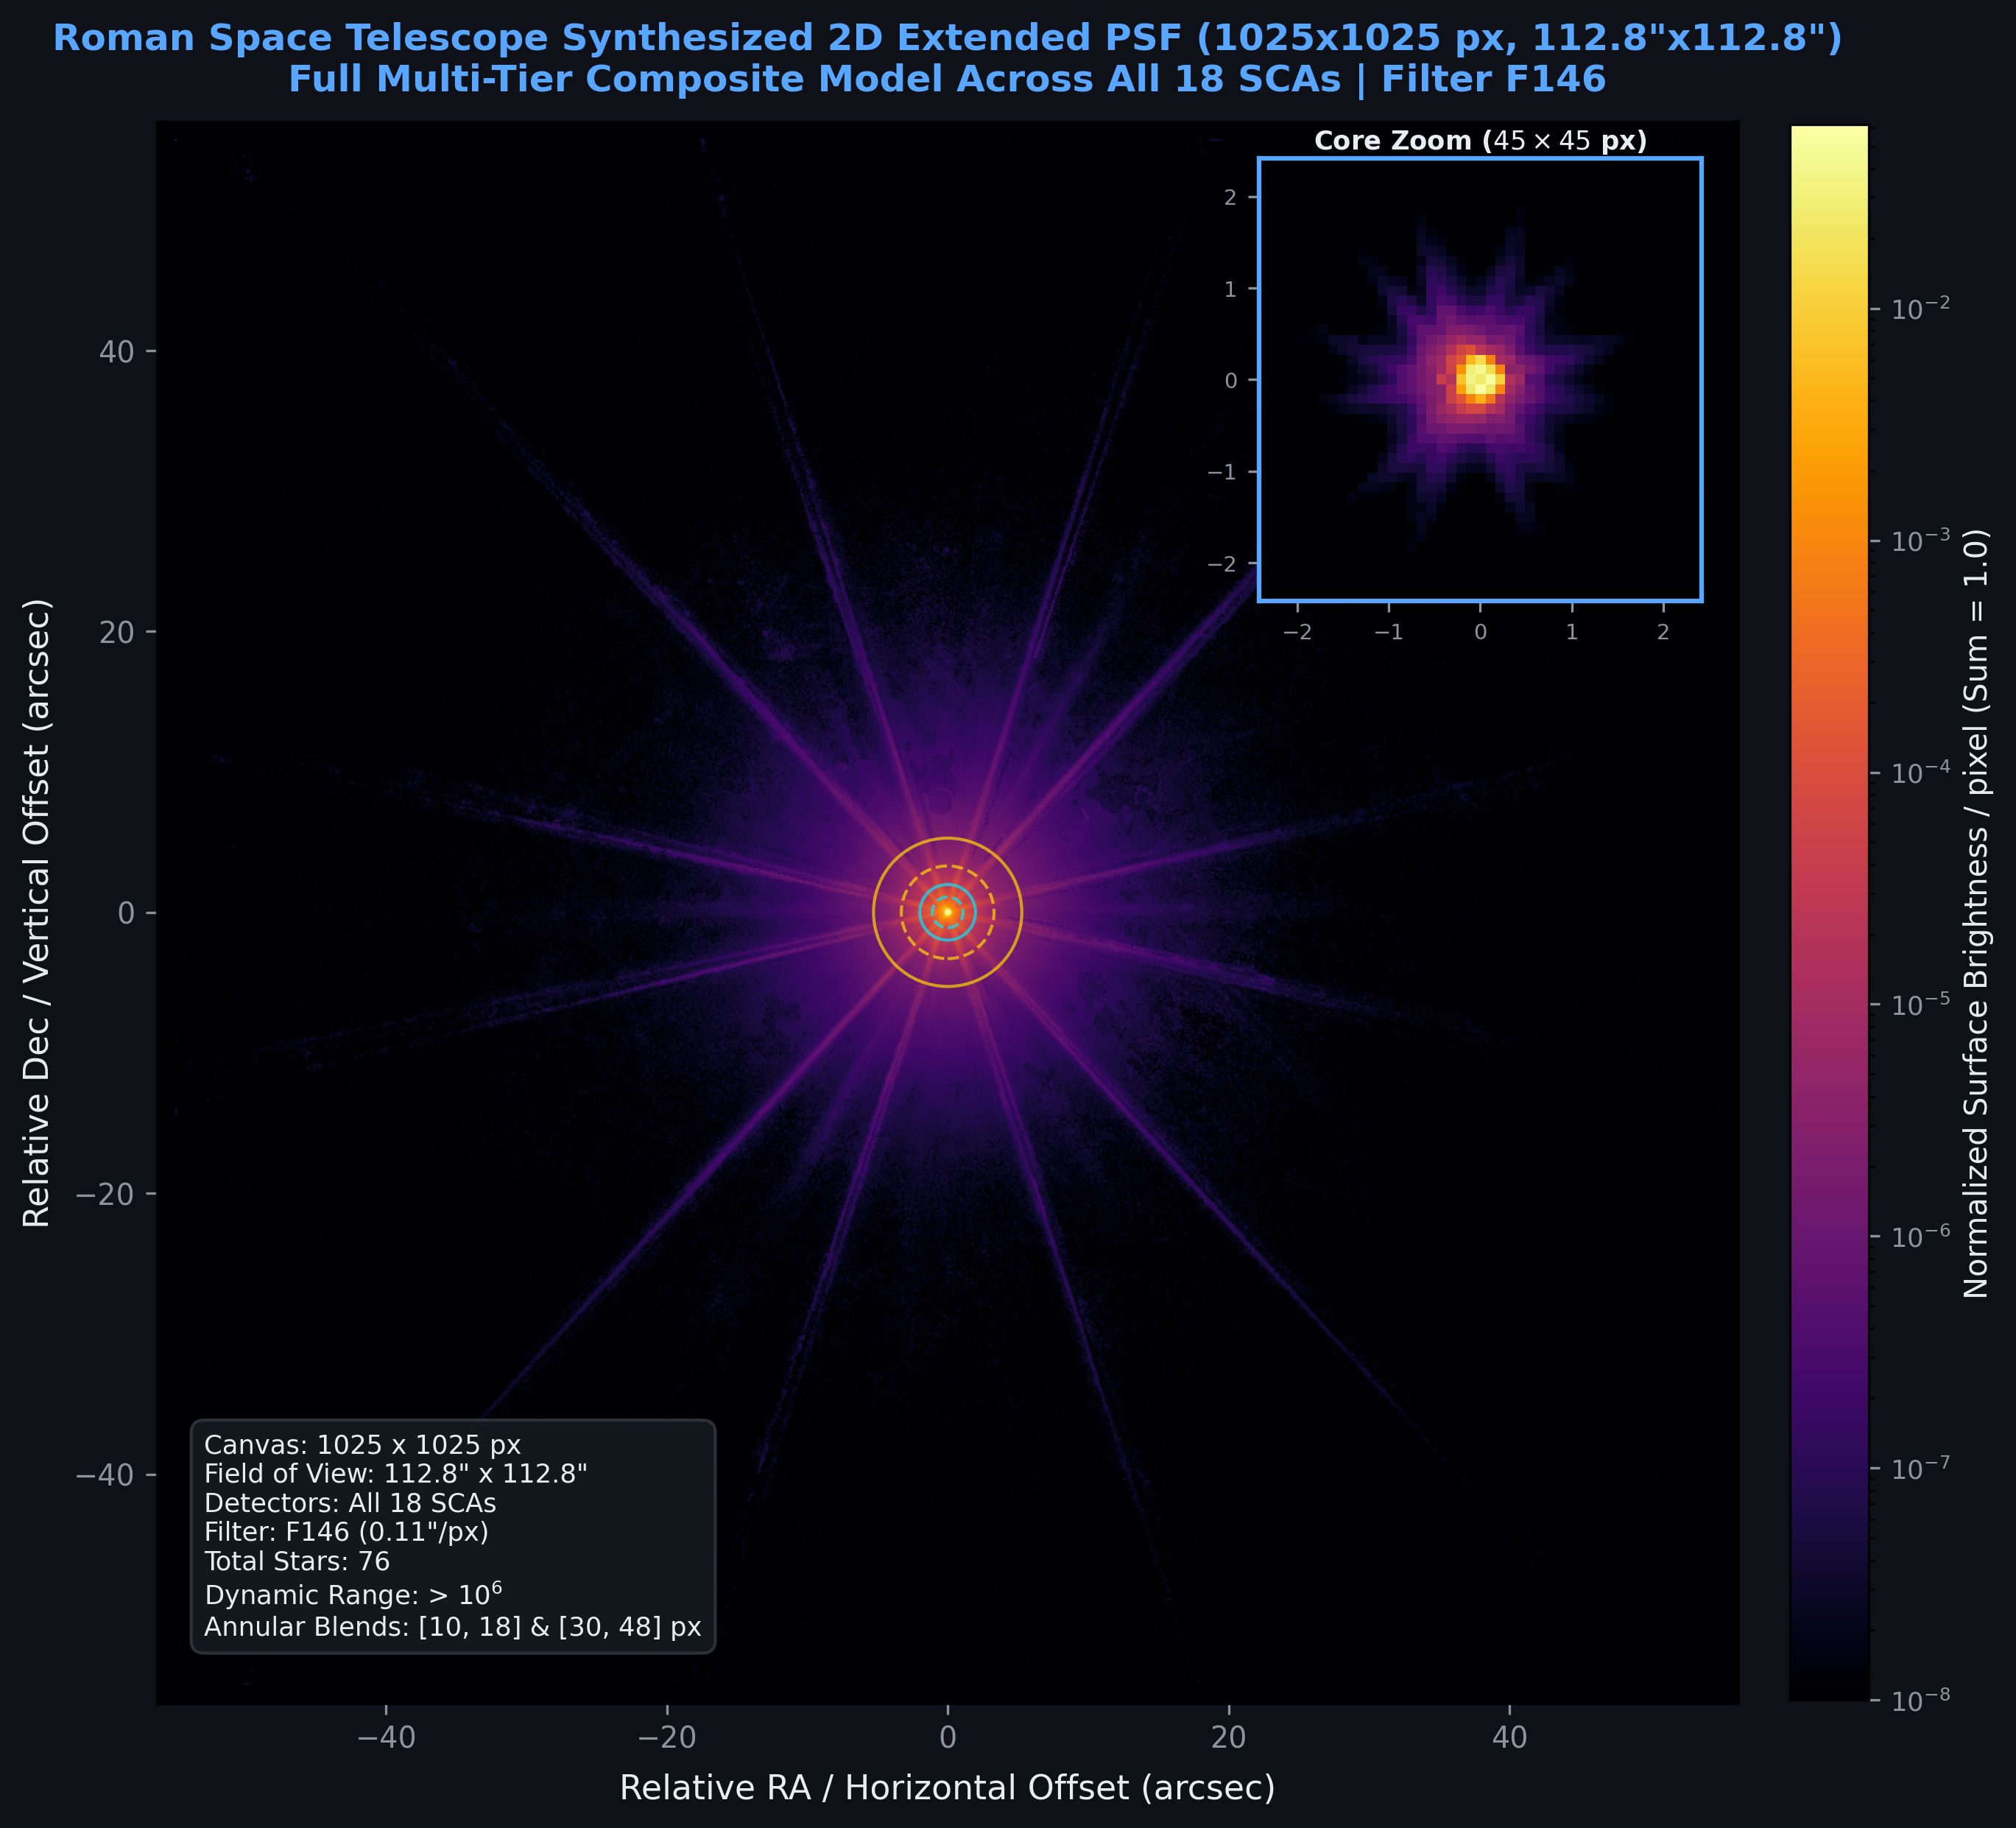 Roman Space Telescope Synthesized 2D Extended PSF (1025x1025 px, 112.8"x112.8")
Full Multi-Tier Composite Model Across All 18 SCAs | Filter F146
Core Zoom (45 × 45 px)
2
1
0
−1
−2
−2
−1
0
1
2
40
20
0
−20
−40
Relative Dec / Vertical Offset (arcsec)
Canvas: 1025 x 1025 px
Field of View: 112.8" x 112.8"
Detectors: All 18 SCAs
Filter: F146 (0.11"/px)
Total Stars: 76
Dynamic Range: > 10⁶
Annular Blends: [10, 18] & [30, 48] px
−40
−20
0
20
40
Relative RA / Horizontal Offset (arcsec)
10⁻²
10⁻³
10⁻⁴
10⁻⁵
10⁻⁶
10⁻⁷
10⁻⁸
Normalized Surface Brightness / pixel (Sum = 1.0)